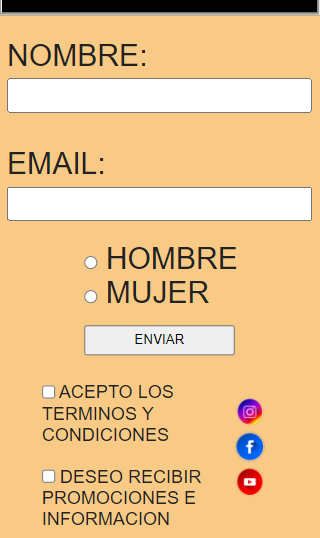 NOMBRE:
EMAIL:
HOMBRE
MUJER
ENVIAR
ACEPTO LOS
TERMINOS Y
CONDICIONES
DESEO RECIBIR
PROMOCIONES E
INFORMACION